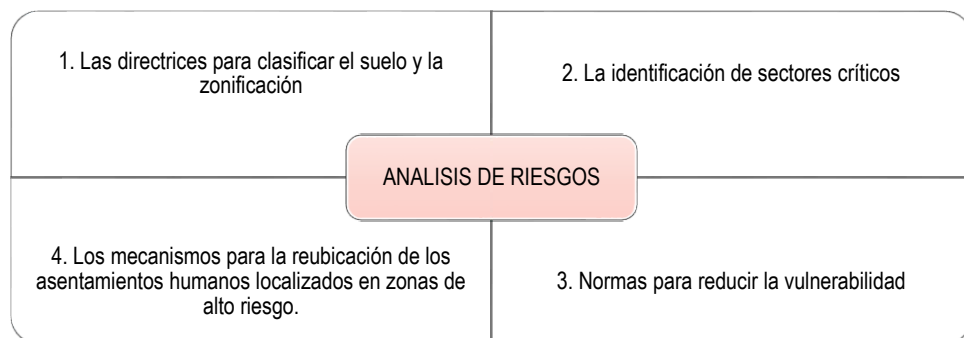 1. Las directrices para clasificar el suelo y la
zonificación
2. La identificación de sectores críticos
ANALISIS DE RIESGOS
4. Los mecanismos para la reubicación de los
asentamientos humanos localizados en zonas de
alto riesgo.
3. Normas para reducir la vulnerabilidad